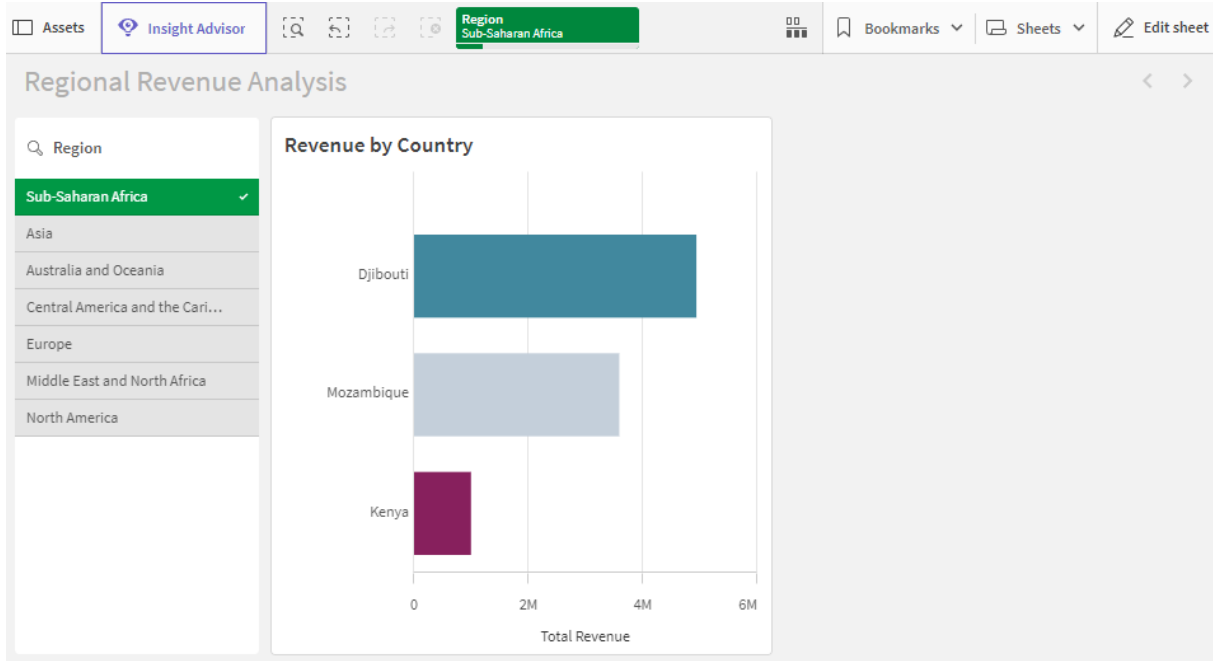 Assets
Insight Advisor
Region
Sub-Saharan Africa
Bookmarks
Sheets
Edit sheet
Regional Revenue Analysis
Region
Sub-Saharan Africa
Asia
Australia and Oceania
Central America and the Cari...
Europe
Middle East and North Africa
North America
Revenue by Country
Djibouti
Mozambique
Kenya
0 2M 4M 6M
Total Revenue